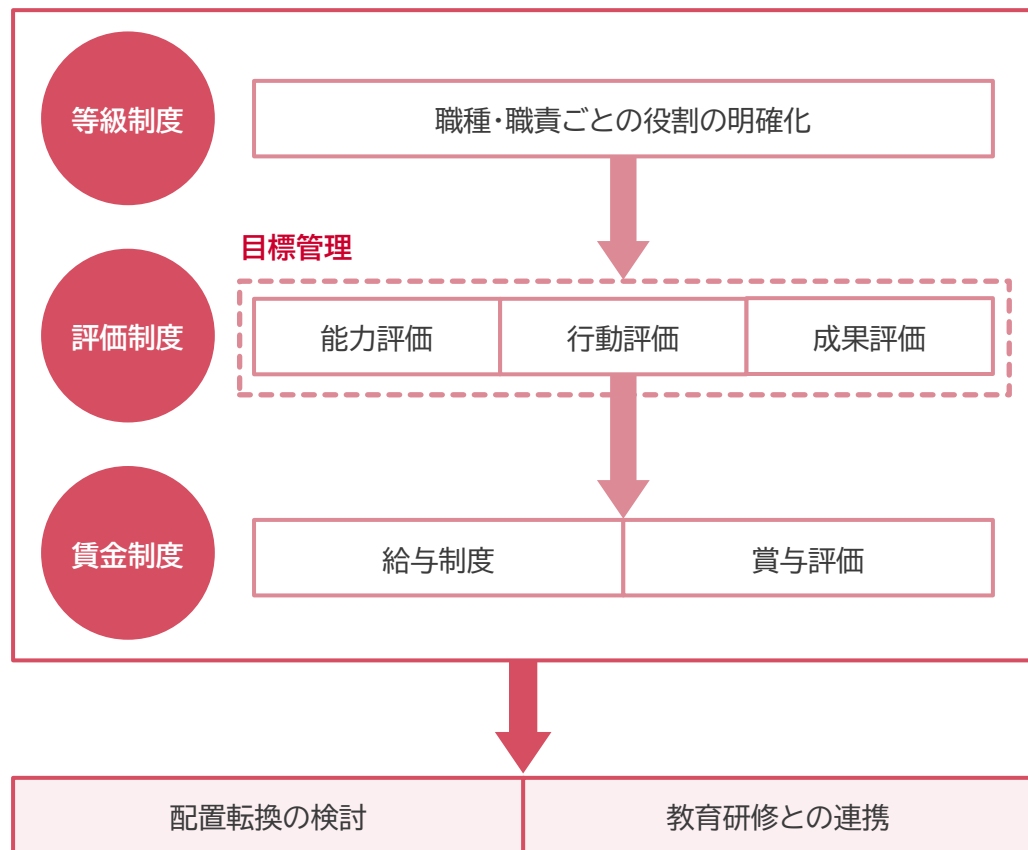 等級制度
職種・職責ごとの役割の明確化
目標管理
評価制度
能力評価
行動評価
成果評価
賃金制度
給与制度
賞与評価
配置転換の検討
教育研修との連携